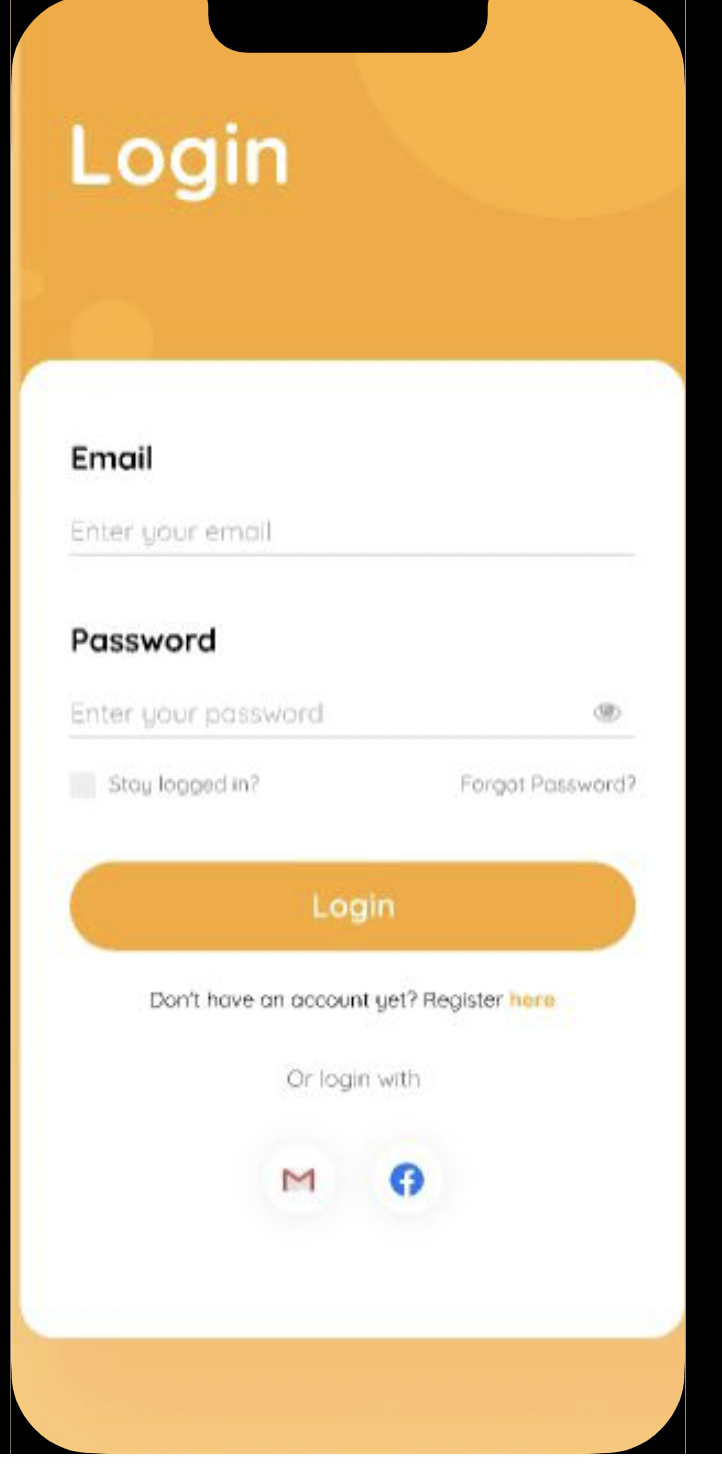 Login
Email
Enter your email
Password
Enter your password
Stay logged in? Forgot Password?
Login
Don't have an account yet? Register here
Or login with